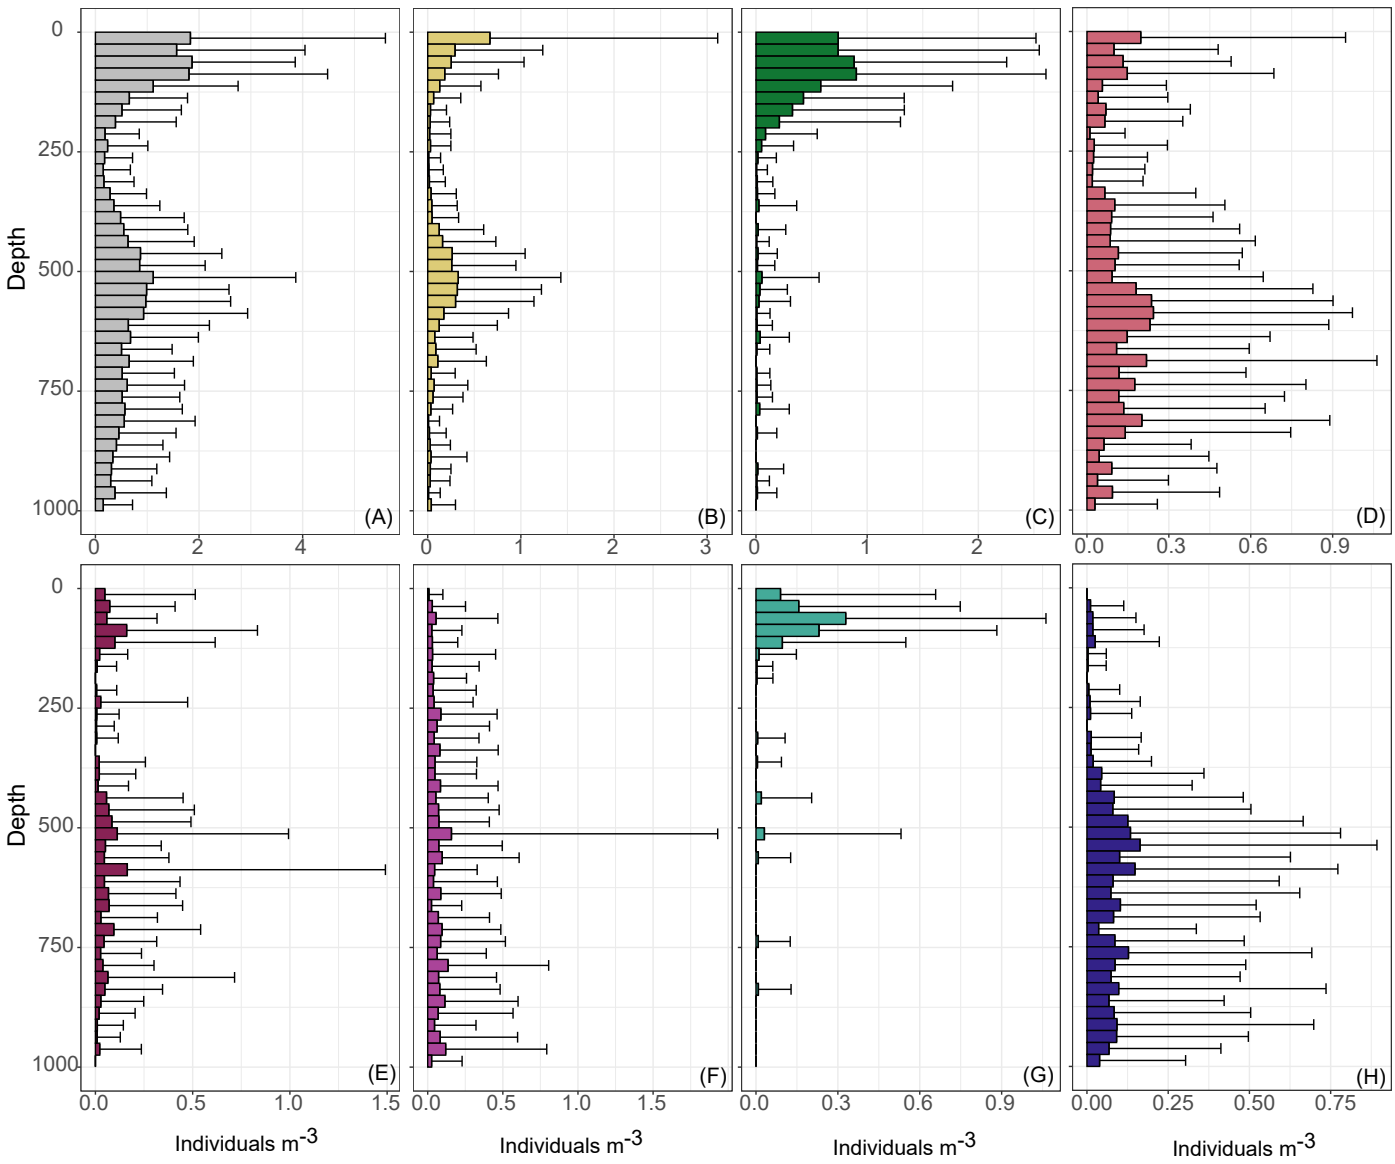 0
250
500
750
1000
Depth
(A)
(B)
(C)
(D)
0 2 4
0 1 2 3
0 1 2
0.0 0.3 0.6 0.9
0
250
500
750
1000
Depth
(E)
(F)
(G)
(H)
0.0 0.5 1.0 1.5
0.0 0.5 1.0 1.5
0.0 0.3 0.6 0.9
0.00 0.25 0.50 0.75
Individuals m-3
Individuals m-3
Individuals m-3
Individuals m-3